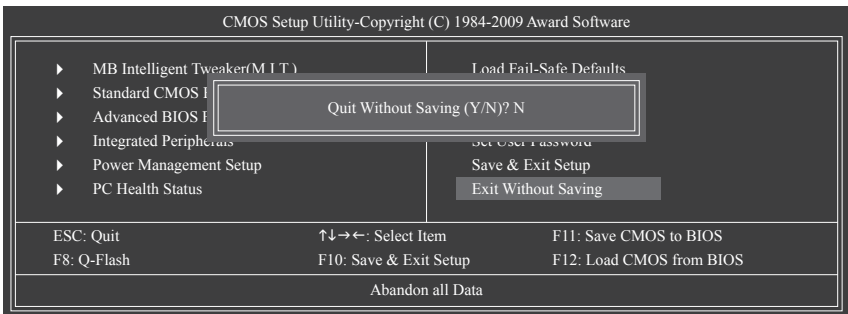 CMOS Setup Utility-Copyright (C) 1984-2009 Award Software
MB Intelligent Tweaker(M.I.T.)
Standard CMOS
Advanced BIOS
Integrated Peripherals
Power Management Setup
PC Health Status
Load Fail-Safe Defaults
Set User Password
Save & Exit Setup
Exit Without Saving
Quit Without Saving (Y/N)? N
ESC: Quit
↑↓→←: Select Item
F11: Save CMOS to BIOS
F8: Q-Flash
F10: Save & Exit Setup
F12: Load CMOS from BIOS
Abandon all Data